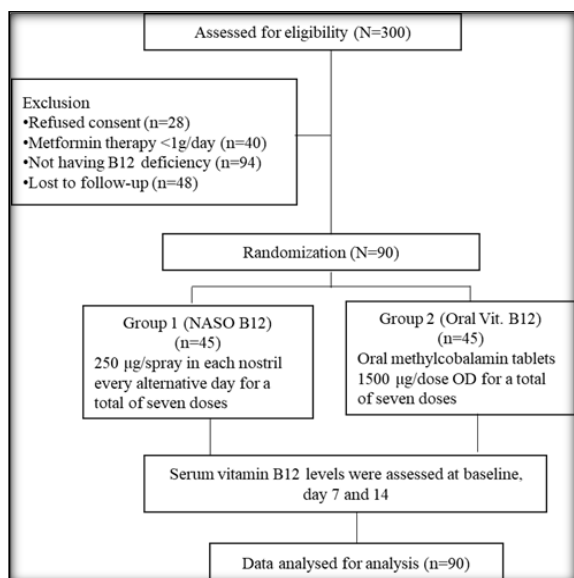 Assessed for eligibility (N=300)
Exclusion
•Refused consent (n=28)
•Metformin therapy <1g/day (n=40)
•Not having B12 deficiency (n=94)
•Lost to follow-up (n=48)
Randomization (N=90)
Group 1 (NASO B12)
(n=45)
250 μg/spray in each nostril
every alternative day for a
total of seven doses
Group 2 (Oral Vit. B12)
(n=45)
Oral methylcobalamin tablets
1500 μg/dose OD for a total
of seven doses
Serum vitamin B12 levels were assessed at baseline,
day 7 and 14
Data analysed for analysis (n=90)